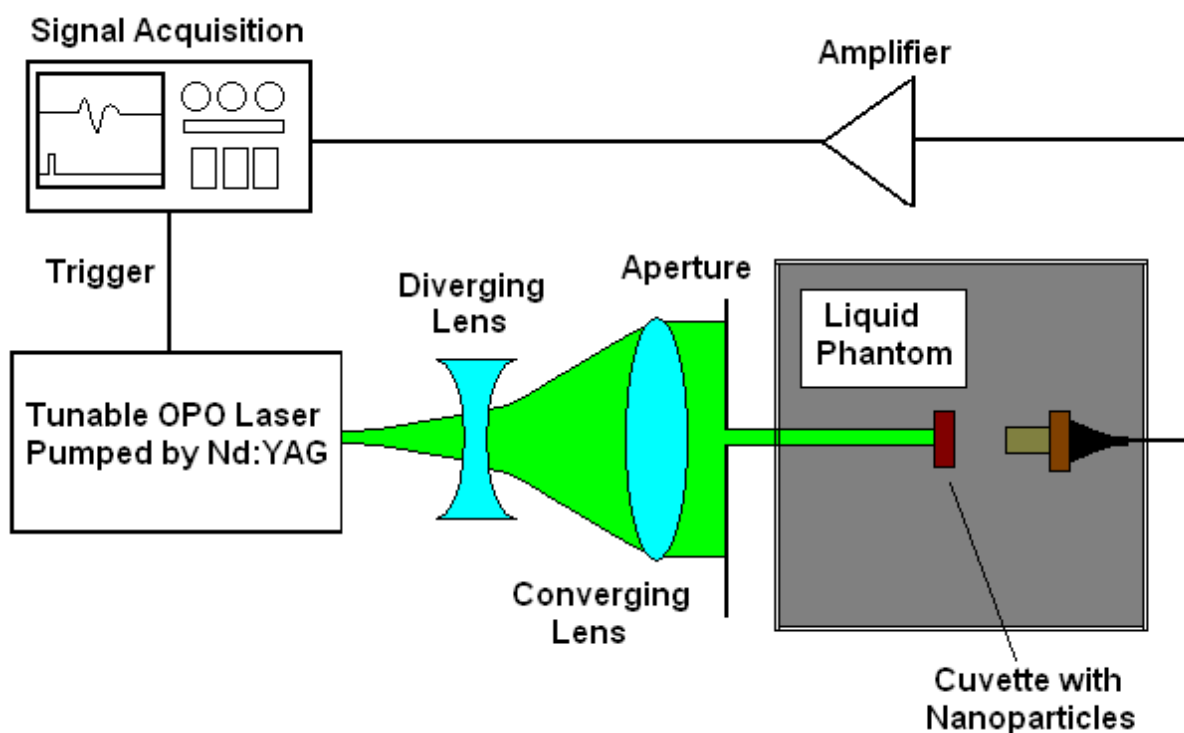 Signal Acquisition
Amplifier
Trigger
Aperture
Diverging
Lens
Liquid
Phantom
Tunable OPO Laser
Pumped by Nd:YAG
Converging
Lens
Cuvette with
Nanoparticles